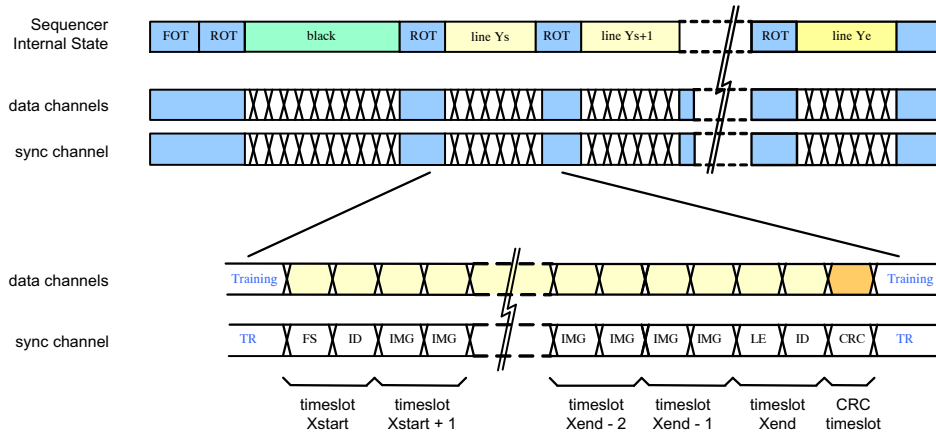 Sequencer
Internal State
FOT ROT black ROT line Ys ROT line Ys+1 ROT line Ye
data channels
sync channel
data channels Training Training
sync channel TR FS ID IMG IMG IMG IMG IMG IMG LE ID CRC TR
timeslot timeslot timeslot timeslot timeslot CRC
Xstart Xstart + 1 Xend - 2 Xend - 1 Xend timeslot